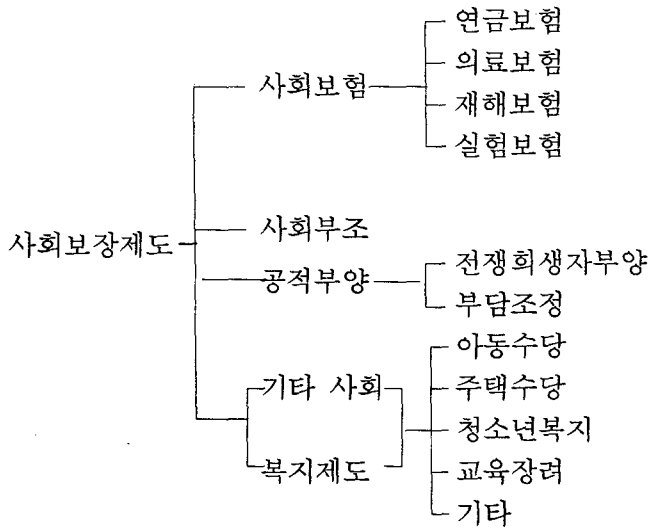 사회보장제도
사회보험
연금보험
의료보험
재해보험
실험보험
사회부조
공적부양
전쟁희생자부양
부담조정
기타 사회
복지제도
아동수당
주택수당
청소년복지
교육장려
기타